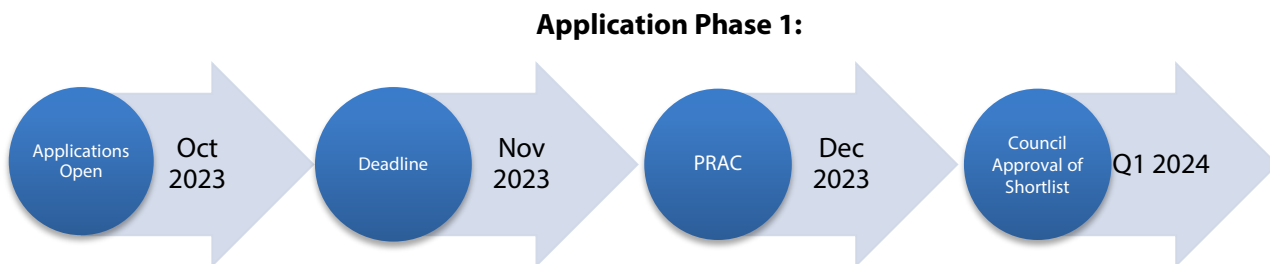 Application Phase 1:
Applications
Open
Oct
2023
Deadline
Nov
2023
PRAC
Dec
2023
Council
Approval of
Shortlist
Q1 2024